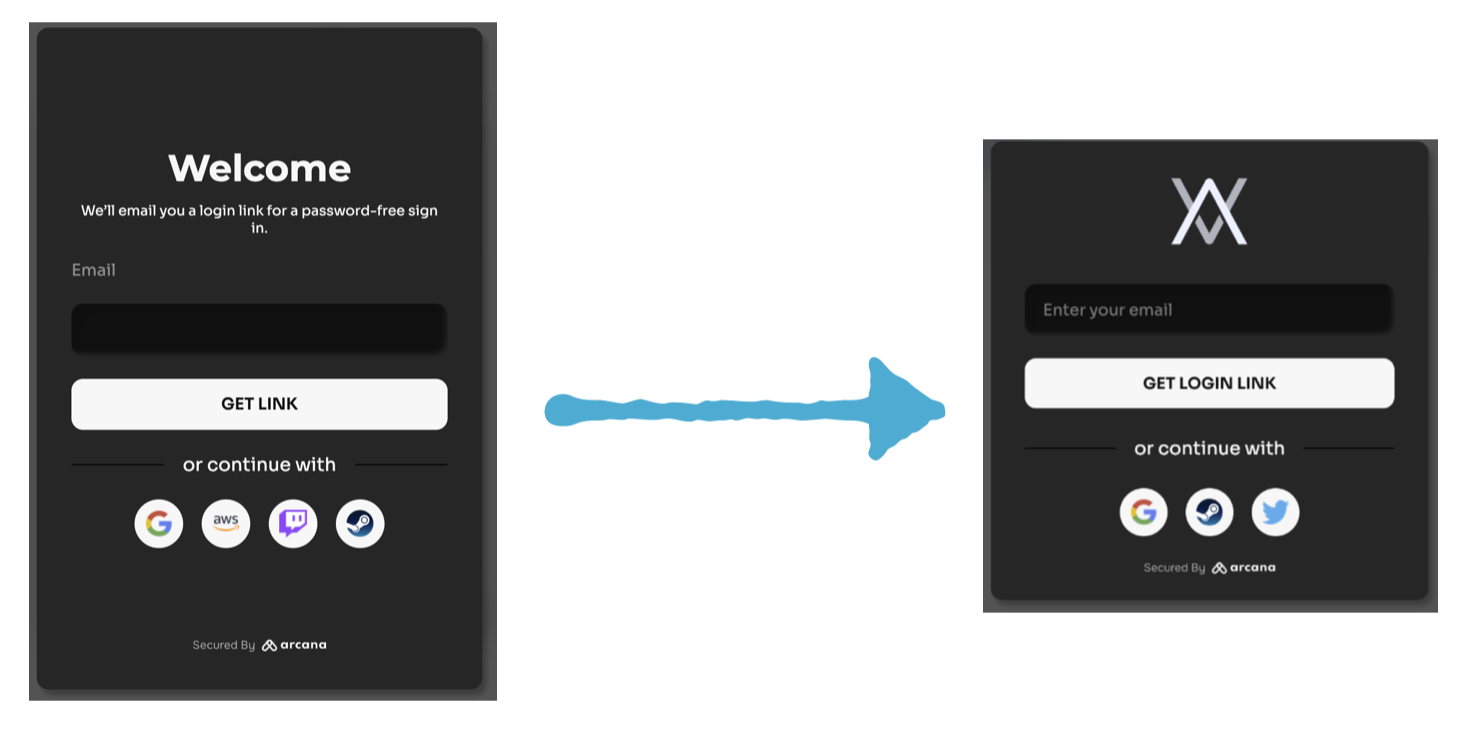 Welcome
We'll email you a login link for a password-free sign
in.
Email
GET LINK
or continue with
aws
Secured By arcana
Enter your email
GET LOGIN LINK
or continue with
Secured By arcana